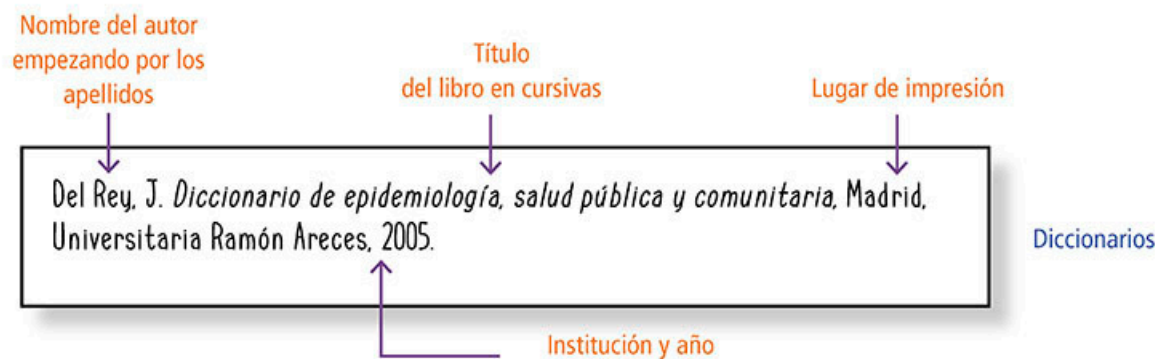 Nombre del autor
empezando por los
apellidos
Título
del libro en cursivas
Lugar de impresión
Del Rey, J. Diccionario de epidemiología, salud pública y comunitaria, Madrid,
Universitaria Ramón Areces, 2005.
Diccionarios
Institución y año